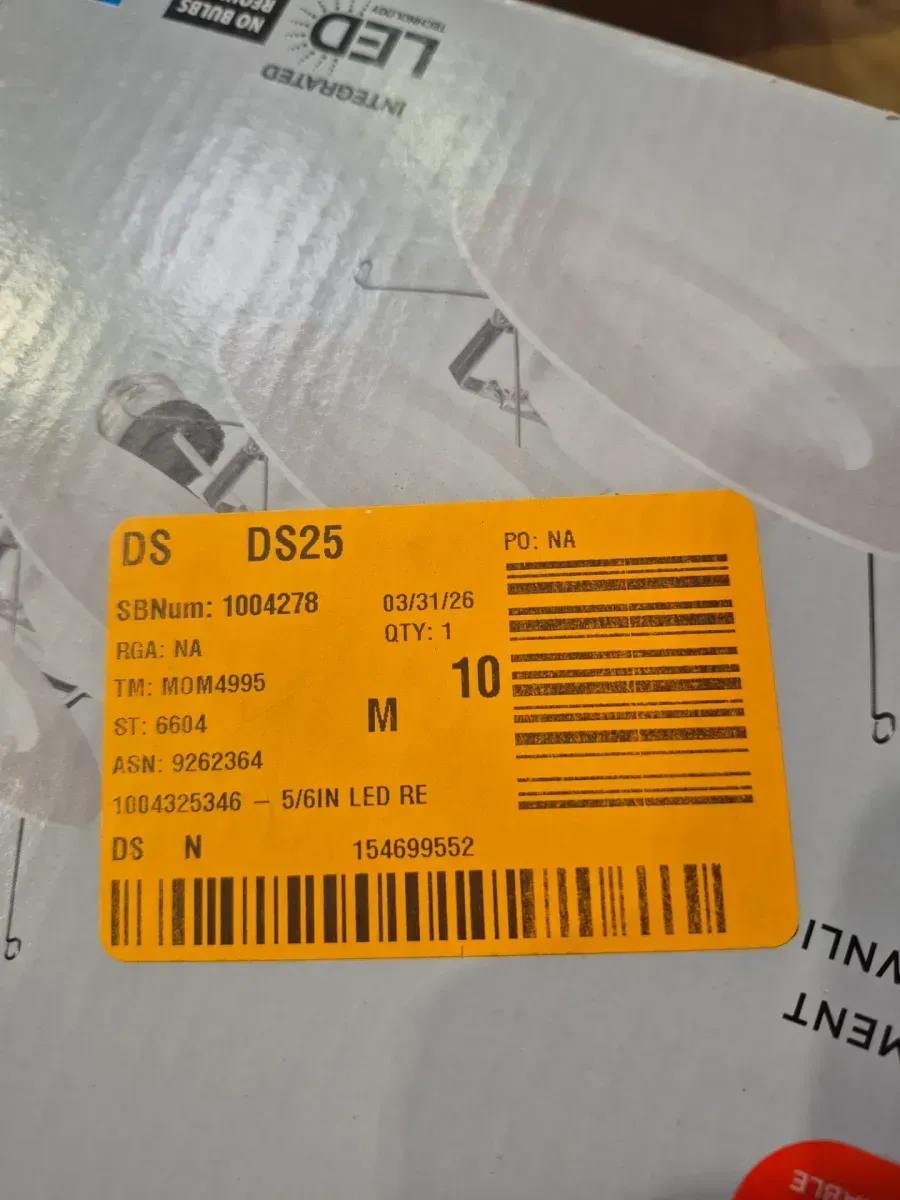 NO BULBS
LED
TECHNOLOGY
INTEGRATED
DS DS25 PO: NA
SBNum: 1004278 03/31/26
QTY: 1
RGA: NA
TM: MOM4995 10
ST: 6604 M
ASN: 9262364
1004325346 – 5/6IN LED RE
DS N 154699552